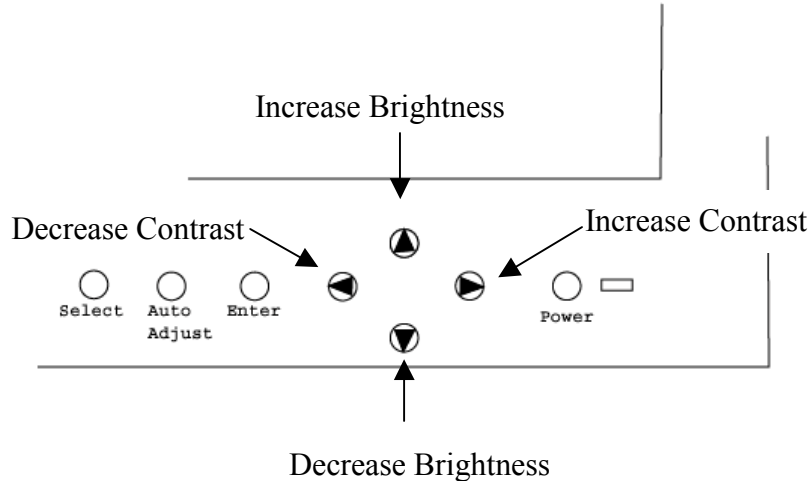 Increase Brightness
Decrease Contrast
Increase Contrast
Select
Auto
Adjust
Enter
Power
Decrease Brightness